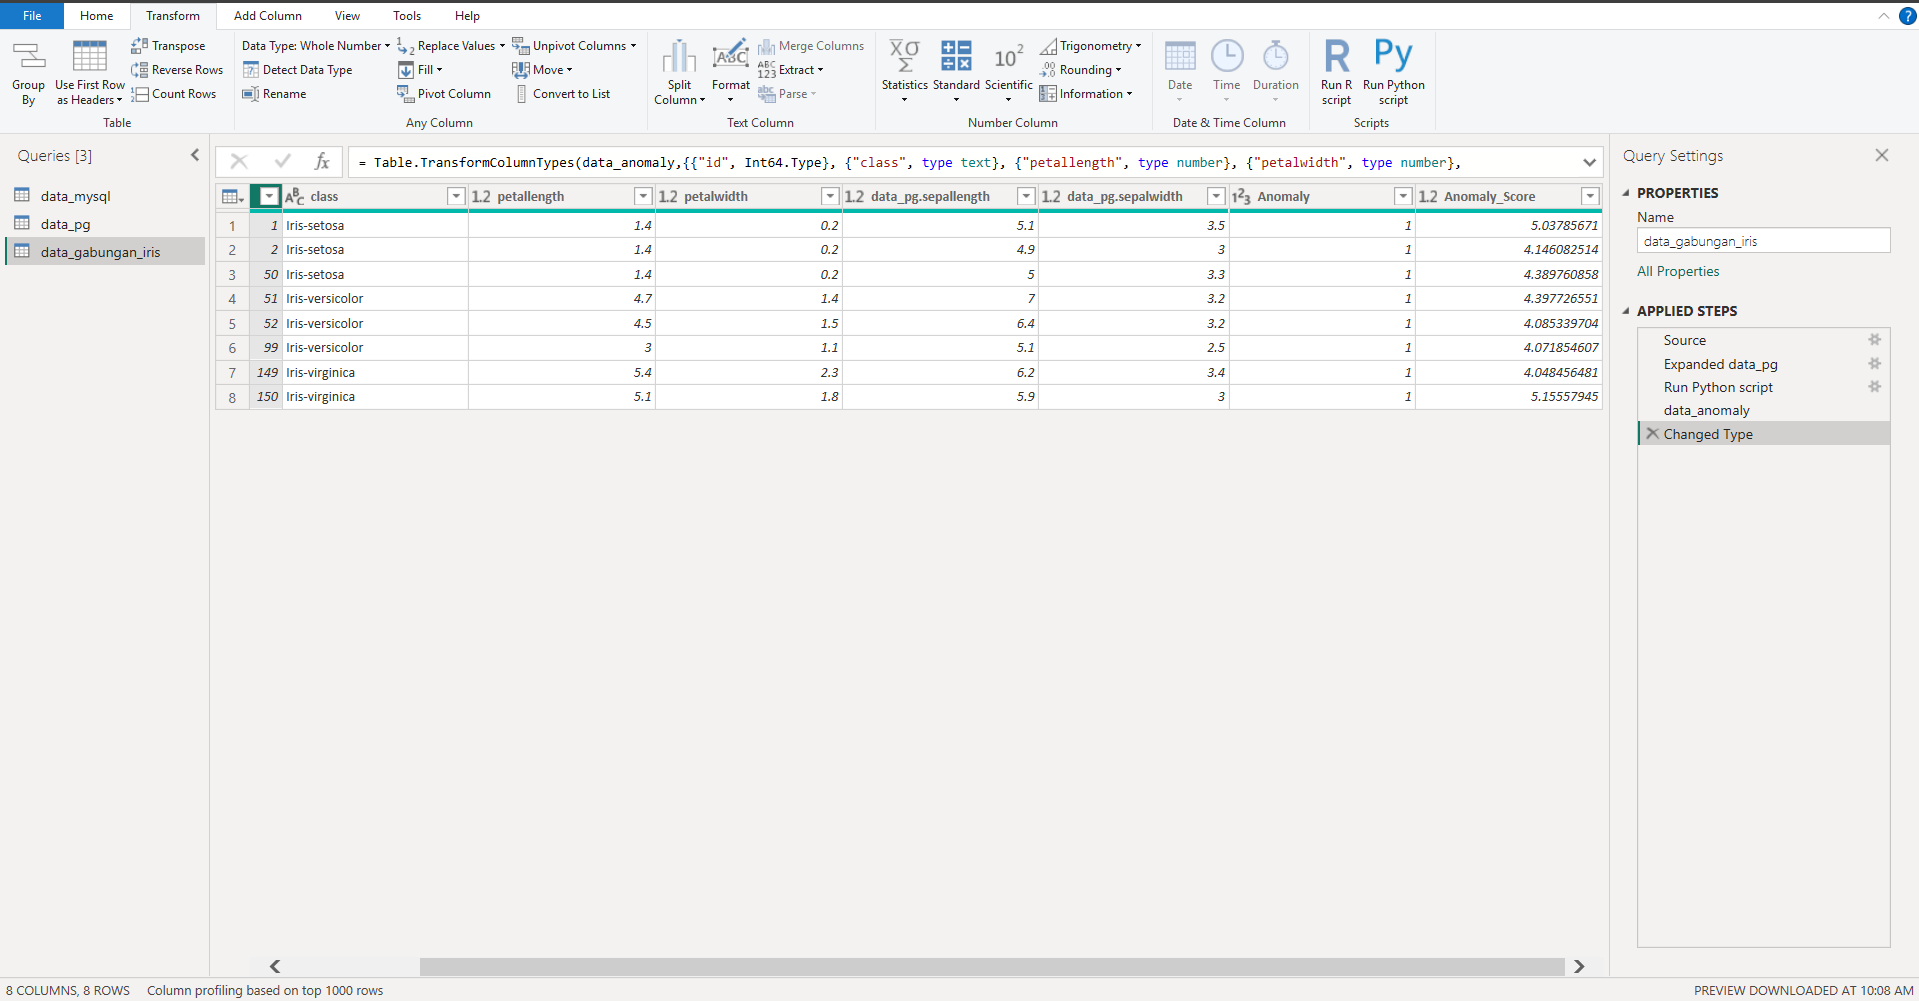 File Home Transform Add Column View Tools Help
Group By
Use First Row as Headers
Transpose
Reverse Rows
Count Rows
Table
Data Type: Whole Number
Detect Data Type
Rename
Replace Values
Fill
Pivot Column
Unpivot Columns
Move
Convert to List
Any Column
Split Column
Format
Merge Columns
Extract
Parse
Text Column
Statistics
Standard
Scientific
Trigonometry
Rounding
Information
Number Column
Date
Time
Duration
Date & Time Column
Run R script
Run Python script
Scripts
Queries [3]
data_mysql
data_pg
data_gabungan_iris
fx = Table.TransformColumnTypes(data_anomaly,{{"id", Int64.Type}, {"class", type text}, {"petallength", type number}, {"petalwidth", type number},
ABC class 1.2 petallength 1.2 petalwidth 1.2 data_pg.sepallength 1.2 data_pg.sepalwidth 123 Anomaly 1.2 Anomaly_Score
1 1 Iris-setosa 1.4 0.2 5.1 3.5 1 5.03785671
2 2 Iris-setosa 1.4 0.2 4.9 3 1 4.146082514
3 50 Iris-setosa 1.4 0.2 5 3.3 1 4.389760858
4 51 Iris-versicolor 4.7 1.4 7 3.2 1 4.397726551
5 52 Iris-versicolor 4.5 1.5 6.4 3.2 1 4.085339704
6 99 Iris-versicolor 3 1.1 5.1 2.5 1 4.071854607
7 149 Iris-virginica 5.4 2.3 6.2 3.4 1 4.048456481
8 150 Iris-virginica 5.1 1.8 5.9 3 1 5.15557945
Query Settings
PROPERTIES
Name
data_gabungan_iris
All Properties
APPLIED STEPS
Source
Expanded data_pg
Run Python script
data_anomaly
Changed Type
8 COLUMNS, 8 ROWS Column profiling based on top 1000 rows
PREVIEW DOWNLOADED AT 10:08 AM